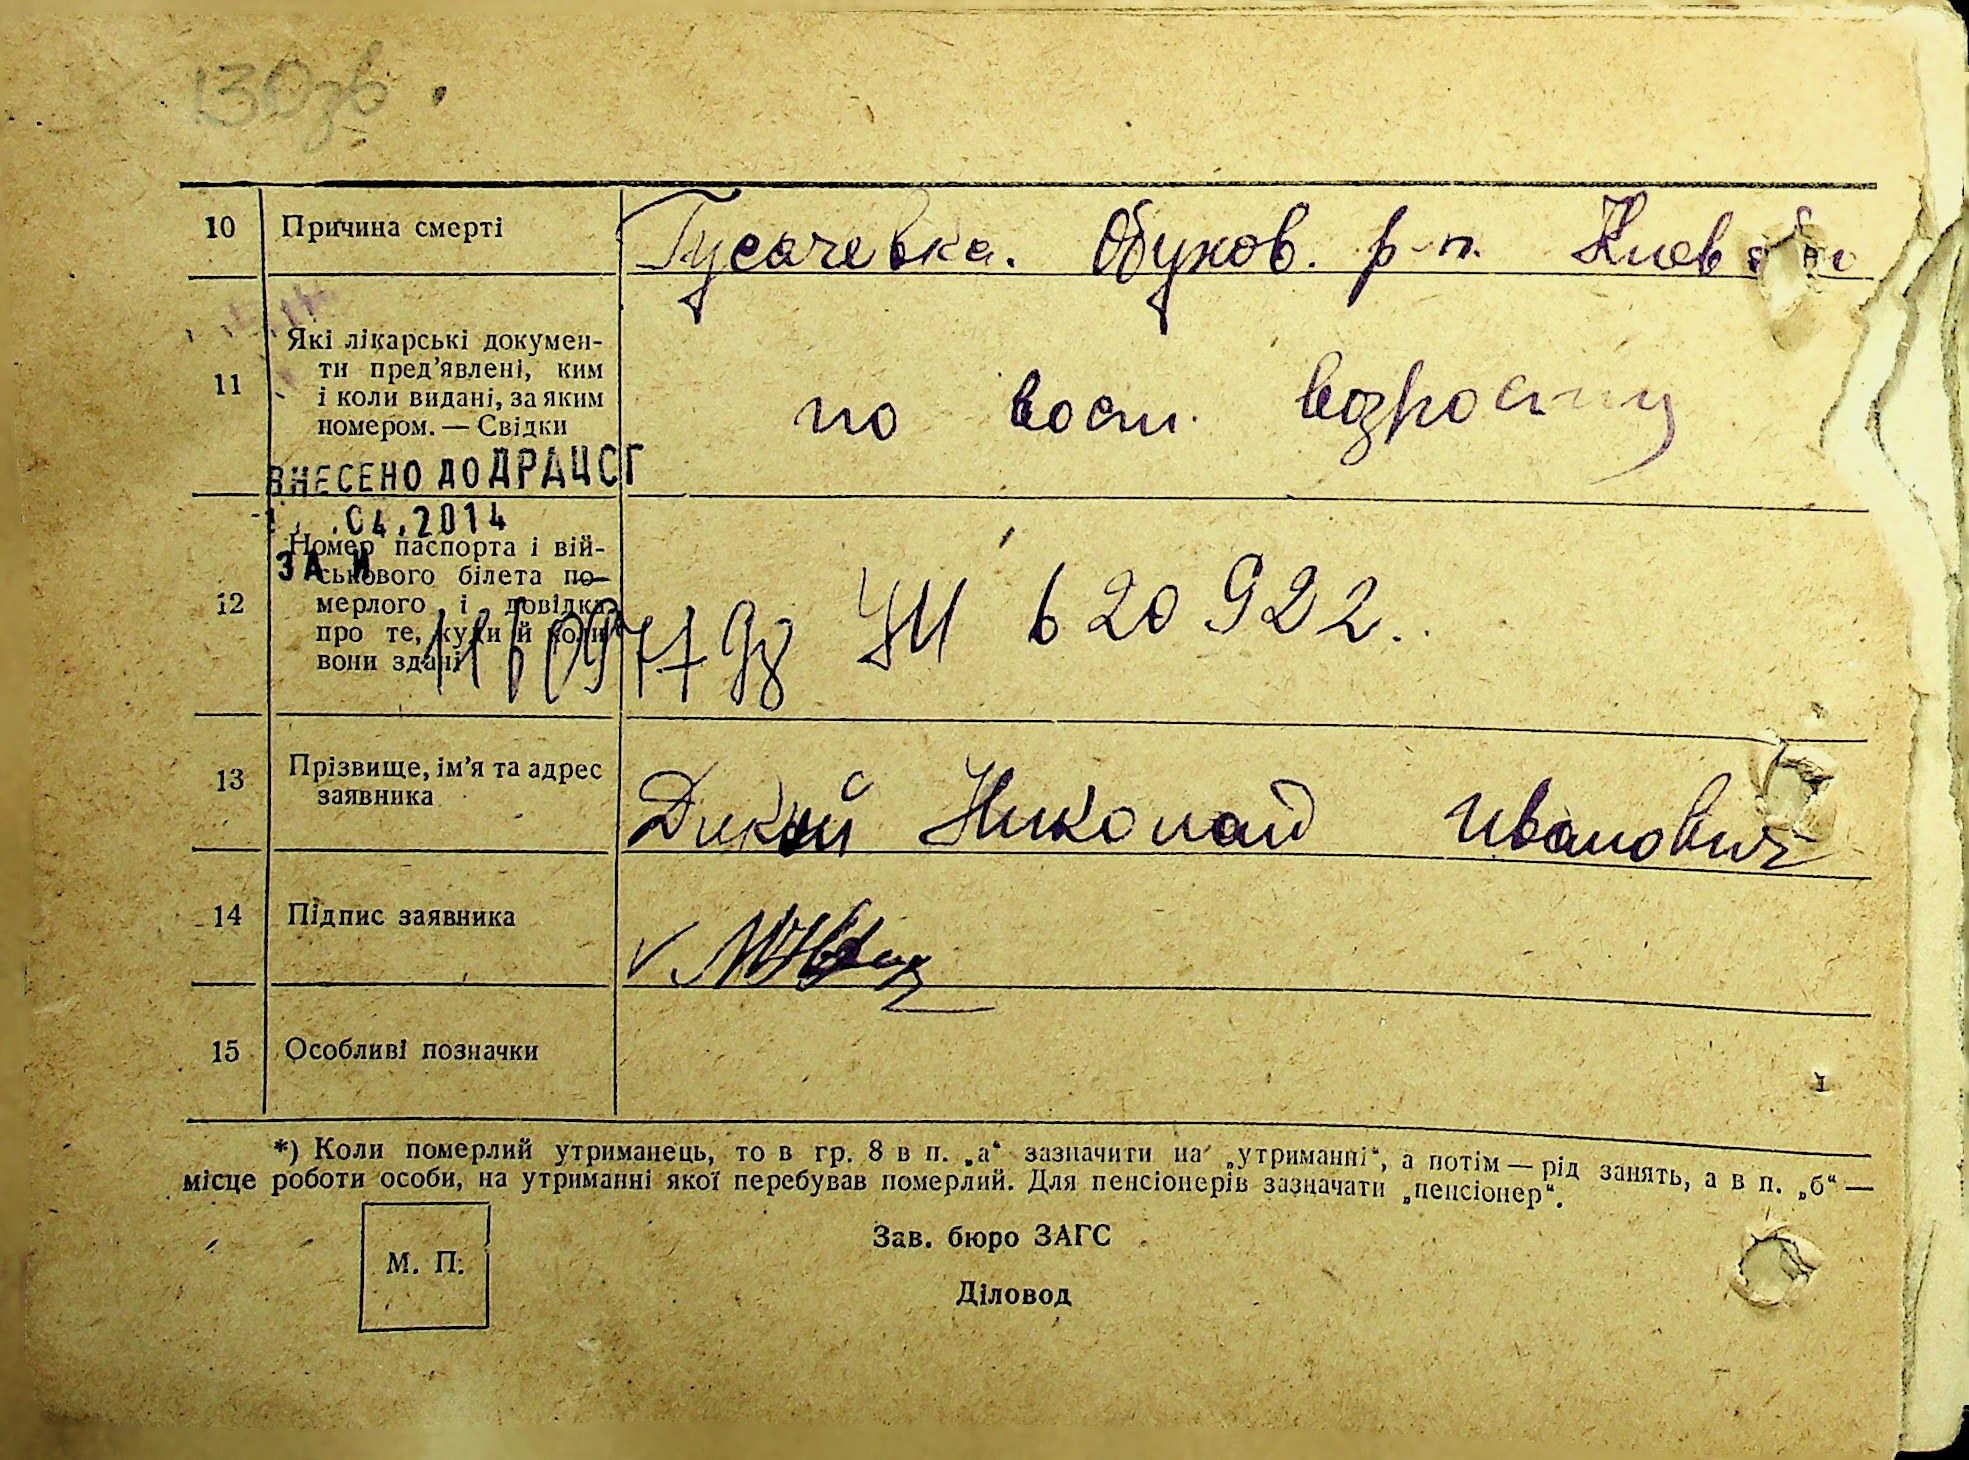 130зв
10 Причина смерті Гусачевка. Обухов. р-н. Киев
11 Які лікарські докумен-
ти пред'явлені, ким
і коли видані, за яким
номером. — Свідки
по возрасту
ВНЕСЕНО ДО ДРАЦСГ
.04.2014
ЗА №
12 Номер паспорта і вій-
ськового білета по-
мерлого і довідка
про те, куди й коли
вони здані
620922.
13 Прізвище, ім'я та адрес
заявника
Дикий Николай Иванович
14 Підпис заявника
15 Особливі позначки
*) Коли померлий утриманець, то в гр. 8 в п. „а“ зазначити на „утриманні“, а потім — рід занять, а в п. „б“ —
місце роботи особи, на утриманні якої перебував померлий. Для пенсіонерів зазначати „пенсіонер“.
М. П.
Зав. бюро ЗАГС
Діловод